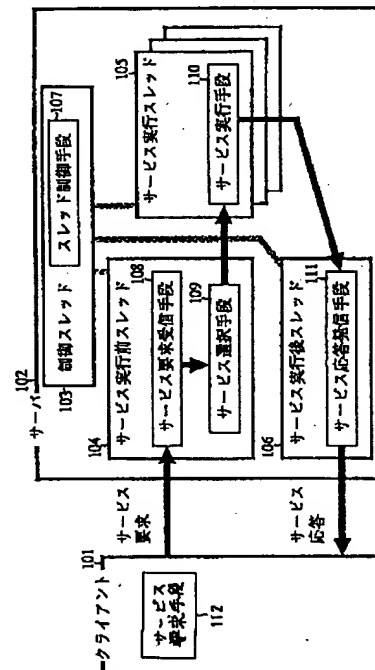 102
サーバー
103
制御スレッド
スレッド制御手段
107
104
サービス実行前スレッド
サービス要求受信手段
108
サービス選択手段
109
サービス実行スレッド
105
サービス実行手段
110
106
サービス実行後スレッド
サービス応答発信手段
111
101
クライアント
サービス
要求手段
112
サービス
要求
サービス
応答